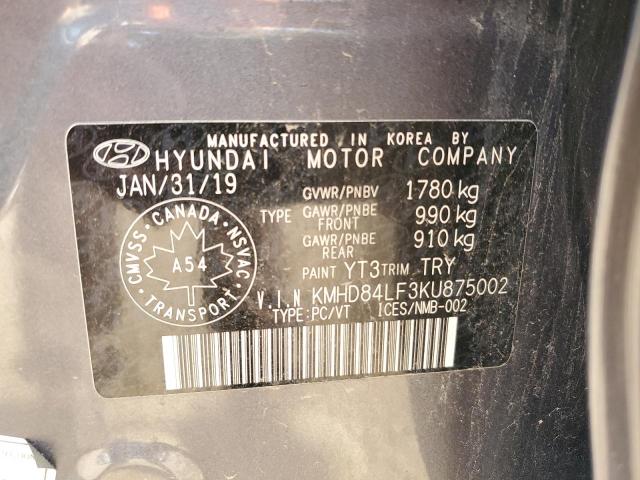 MANUFACTURED IN KOREA BY
HYUNDAI MOTOR COMPANY
JAN/31/19
GVWR/PNBV 1780 kg
TYPE GAWR/PNBE FRONT 990 kg
GAWR/PNBE REAR 910 kg
PAINT YT3 TRIM TRY
V.I.N KMHD84LF3KU875002
TYPE:PC/VT ICES/NMB-002
CANADA
CMVSS
NSVAC
A54
TRANSPORT